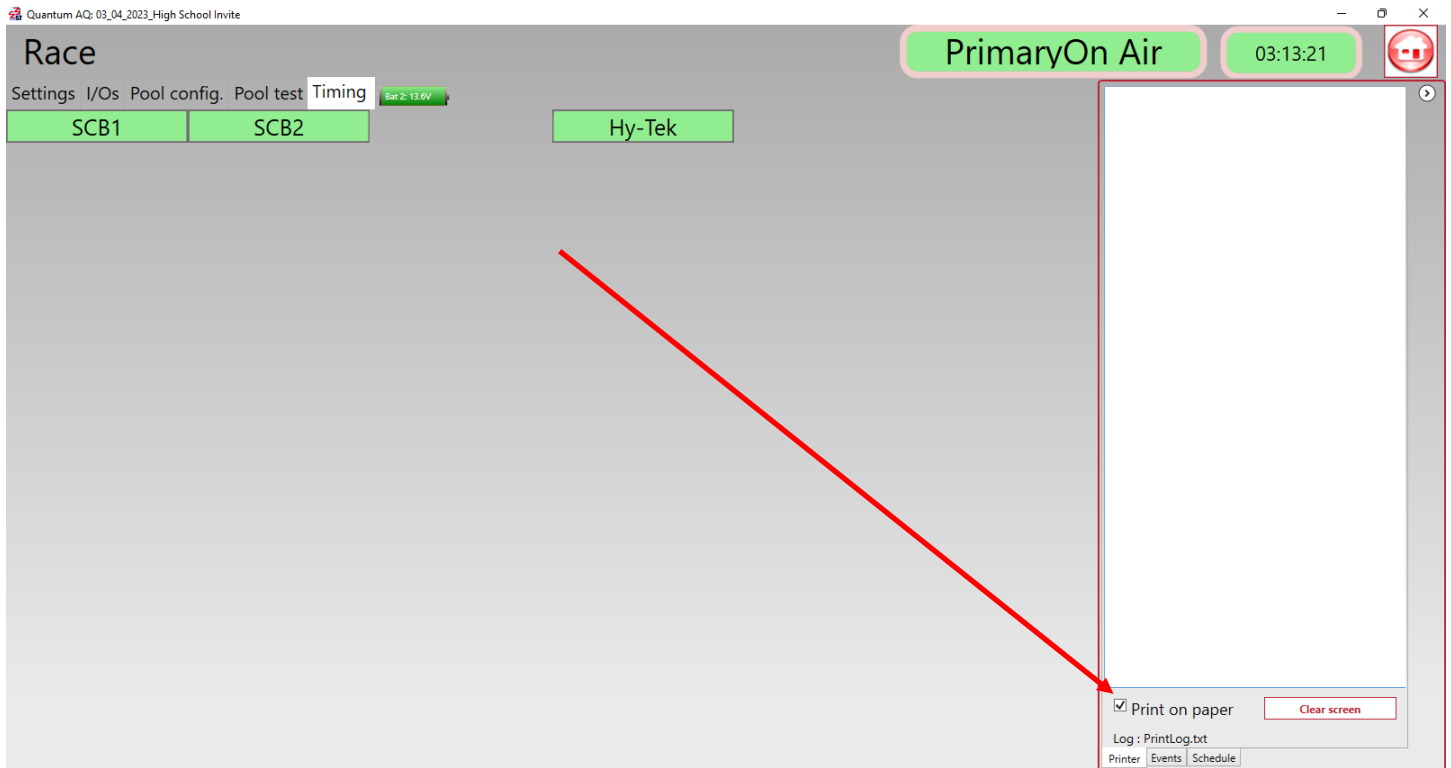 Quantum AQ: 03_04_2023_High School Invite
Race
PrimaryOn Air
03:13:21
Settings I/Os Pool config. Pool test Timing Bat 2: 13.6V
SCB1 SCB2 Hy-Tek
Print on paper Clear screen
Log : PrintLog.txt
Printer Events Schedule